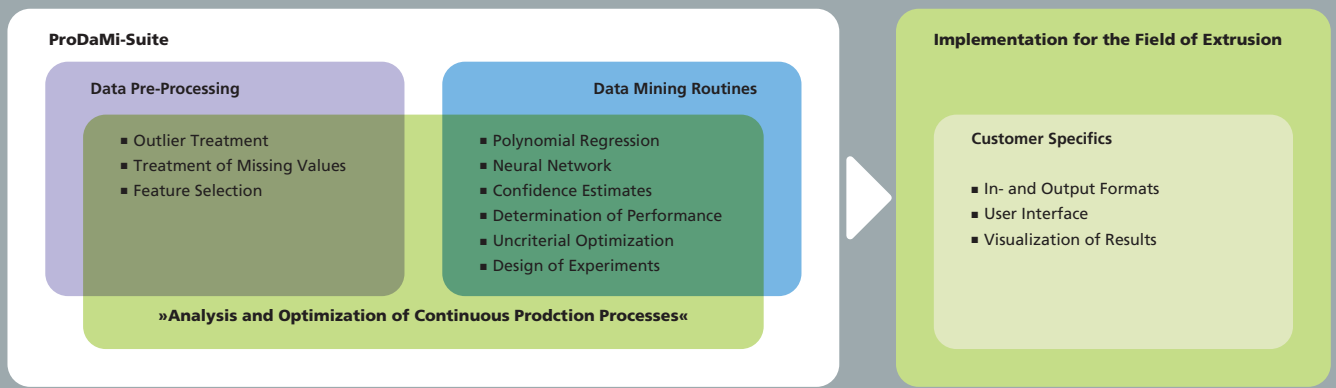 ProDaMi-Suite
Data Pre-Processing
■ Outlier Treatment
■ Treatment of Missing Values
■ Feature Selection
Data Mining Routines
■ Polynomial Regression
■ Neural Network
■ Confidence Estimates
■ Determination of Performance
■ Uncriterial Optimization
■ Design of Experiments
»Analysis and Optimization of Continuous Prodction Processes«
Implementation for the Field of Extrusion
Customer Specifics
■ In- and Output Formats
■ User Interface
■ Visualization of Results